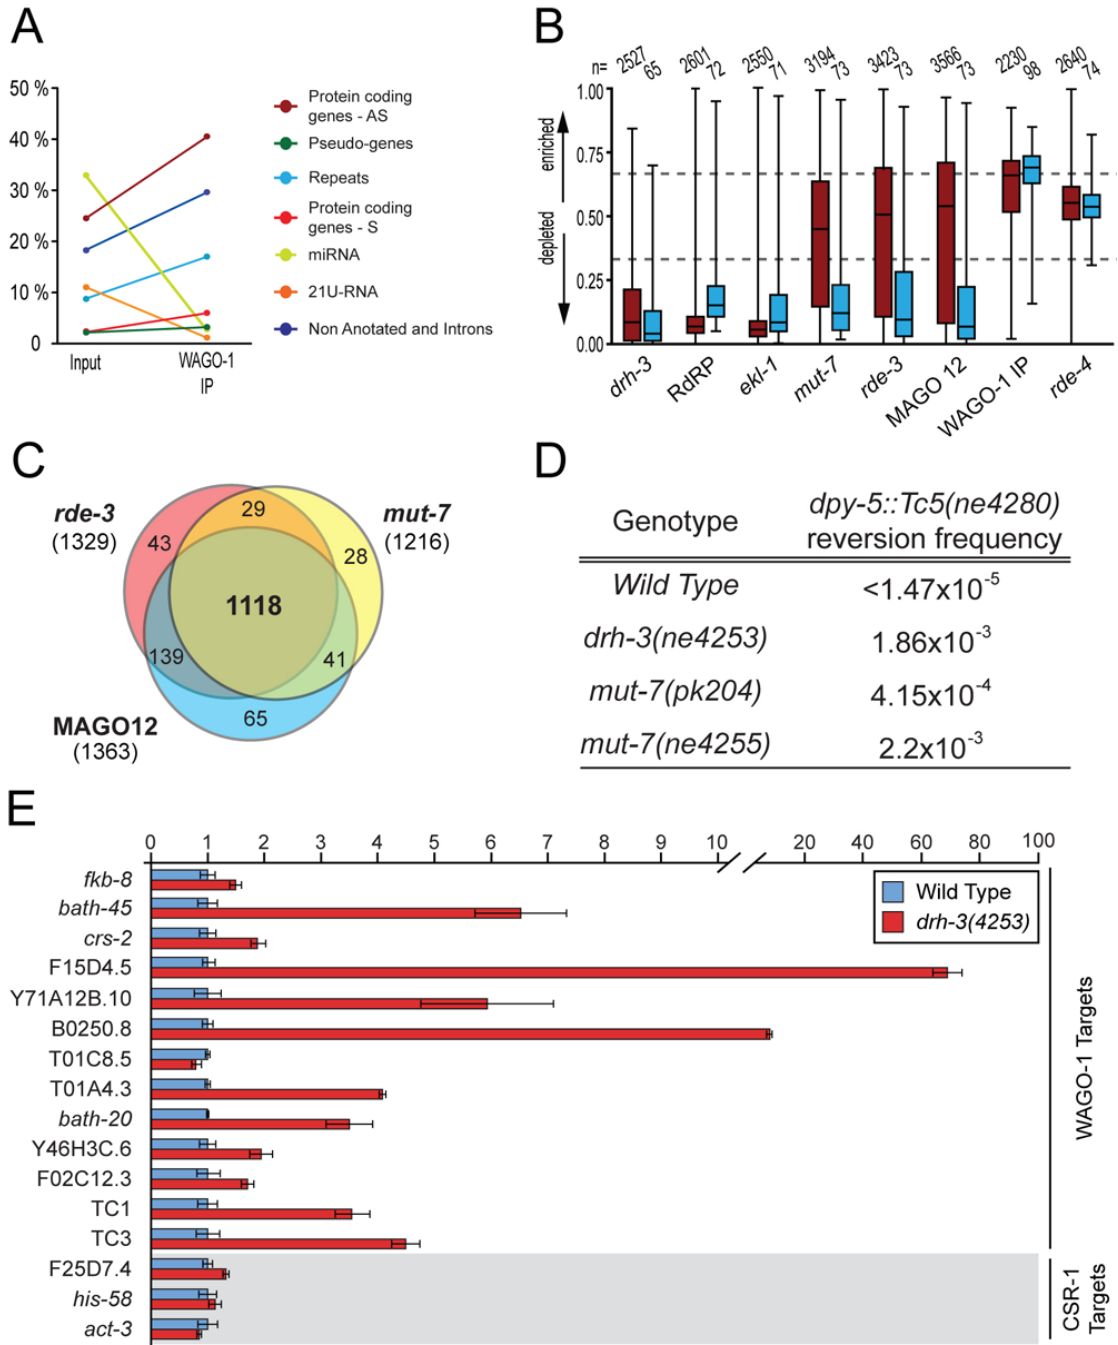 A
50 %
40 %
30 %
20 %
10 %
0
Input
WAGO-1
IP
Protein coding
genes - AS
Pseudo-genes
Repeats
Protein coding
genes - S
miRNA
21U-RNA
Non Anotated and Introns
B
n= 2527 65 2601 72 2550 71 3194 73 3423 73 3566 73 2230 98 2640 74
1.00
0.75
0.50
0.25
0.00
enriched
depleted
drh-3 RdRP ekl-1 mut-7 rde-3 MAGO 12 WAGO-1 IP rde-4
C
rde-3
(1329)
mut-7
(1216)
29
43
28
1118
139
41
65
MAGO12
(1363)
D
Genotype dpy-5::Tc5(ne4280)
reversion frequency
Wild Type <1.47x10-5
drh-3(ne4253) 1.86x10-3
mut-7(pk204) 4.15x10-4
mut-7(ne4255) 2.2x10-3
E
0 1 2 3 4 5 6 7 8 9 10 20 40 60 80 100
Wild Type
drh-3(4253)
fkb-8
bath-45
crs-2
F15D4.5
Y71A12B.10
B0250.8
T01C8.5
T01A4.3
bath-20
Y46H3C.6
F02C12.3
TC1
TC3
F25D7.4
his-58
act-3
WAGO-1 Targets
CSR-1
Targets